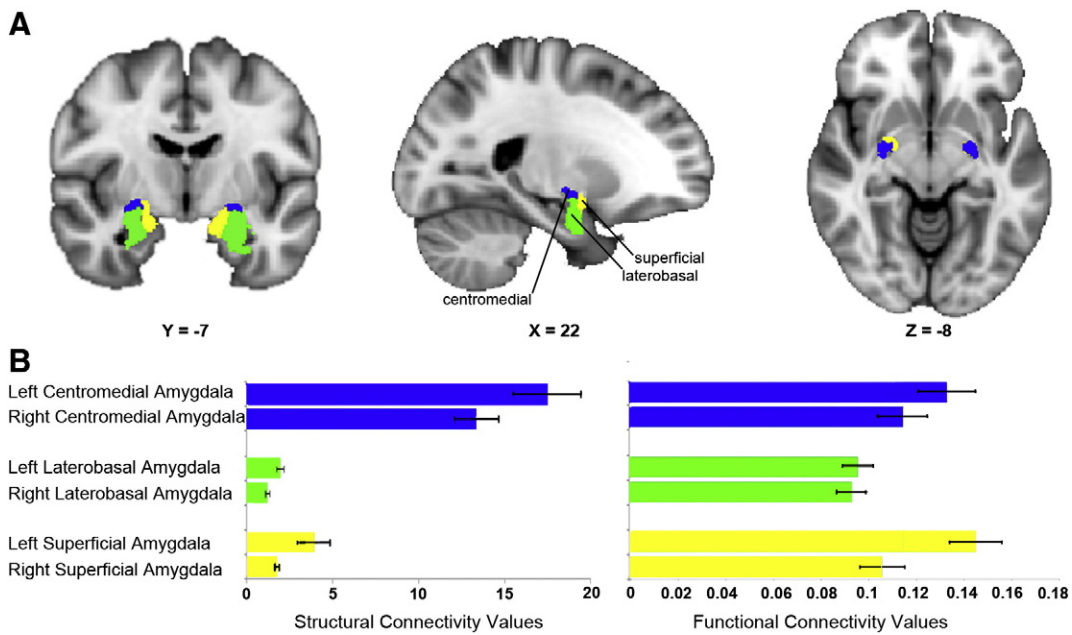 A
superficial
laterobasal
centromedial
Y = -7
X = 22
Z = -8
B
Left Centromedial Amygdala
Right Centromedial Amygdala
Left Laterobasal Amygdala
Right Laterobasal Amygdala
Left Superficial Amygdala
Right Superficial Amygdala
0 5 10 15 20
0 0.02 0.04 0.06 0.08 0.1 0.12 0.14 0.16 0.18
Structural Connectivity Values
Functional Connectivity Values